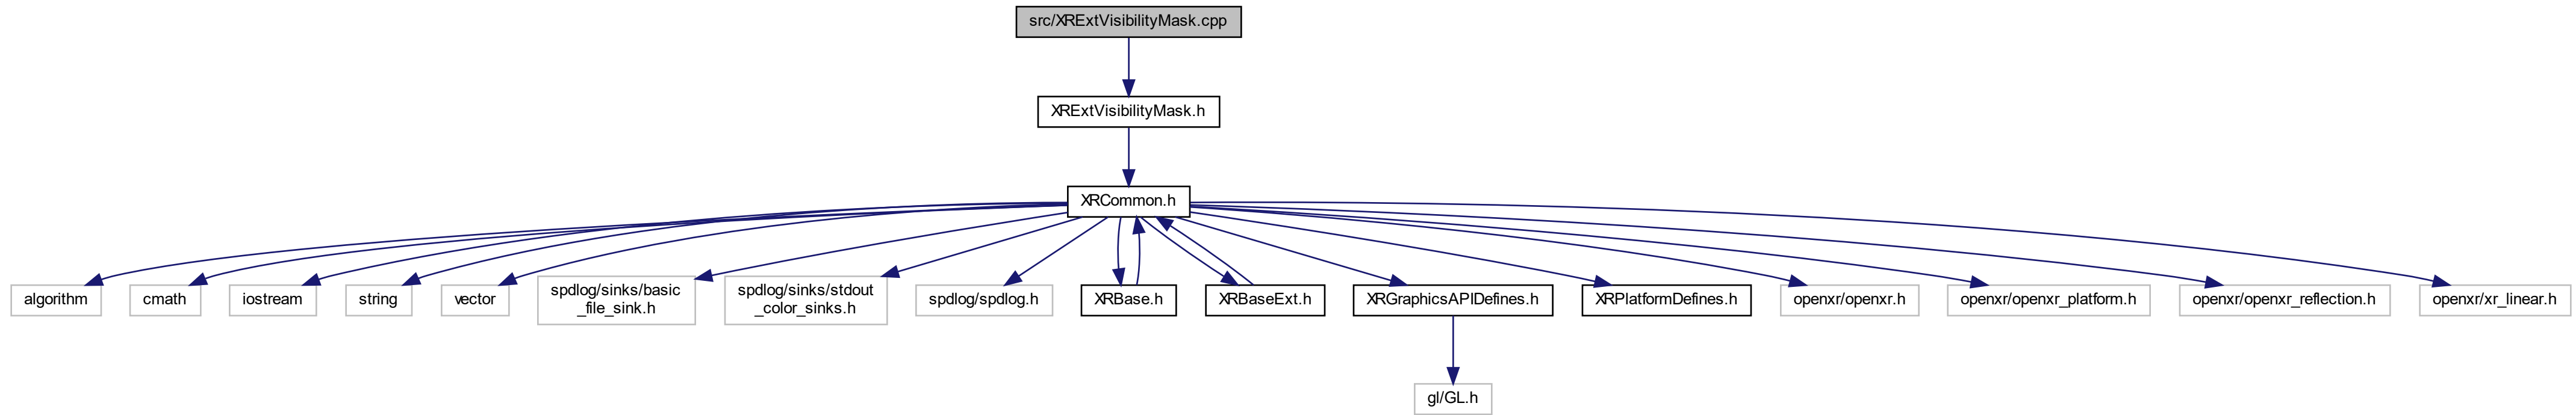 src/XRExtVisibilityMask.cpp
XRExtVisibilityMask.h
XRCommon.h
algorithm
cmath
iostream
string
vector
spdlog/sinks/basic
_file_sink.h
spdlog/sinks/stdout
_color_sinks.h
spdlog/spdlog.h
XRBase.h
XRBaseExt.h
XRGraphicsAPIDefines.h
XRPlatformDefines.h
openxr/openxr.h
openxr/openxr_platform.h
openxr/openxr_reflection.h
openxr/xr_linear.h
gl/GL.h